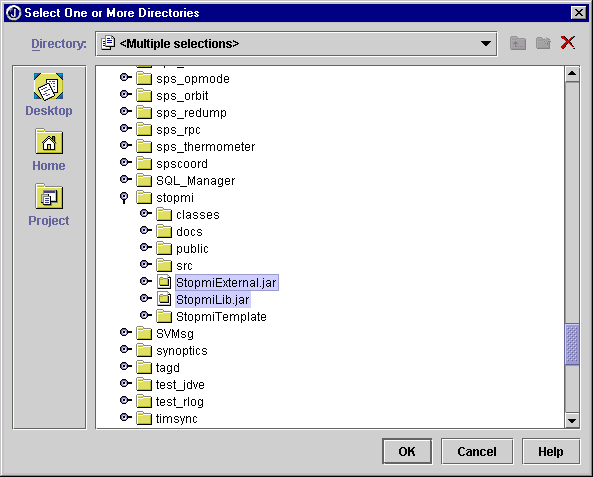 Select One or More Directories
Directory: <Multiple selections>
Desktop
Home
Project
sps_opmode
sps_orbit
sps_redump
sps_rpc
sps_thermometer
spscoord
SQL_Manager
stopmi
classes
docs
public
src
StopmiExternal.jar
StopmiLib.jar
StopmiTemplate
SVMsg
synoptics
tagd
test_jdve
test_rlog
timsync
OK Cancel Help